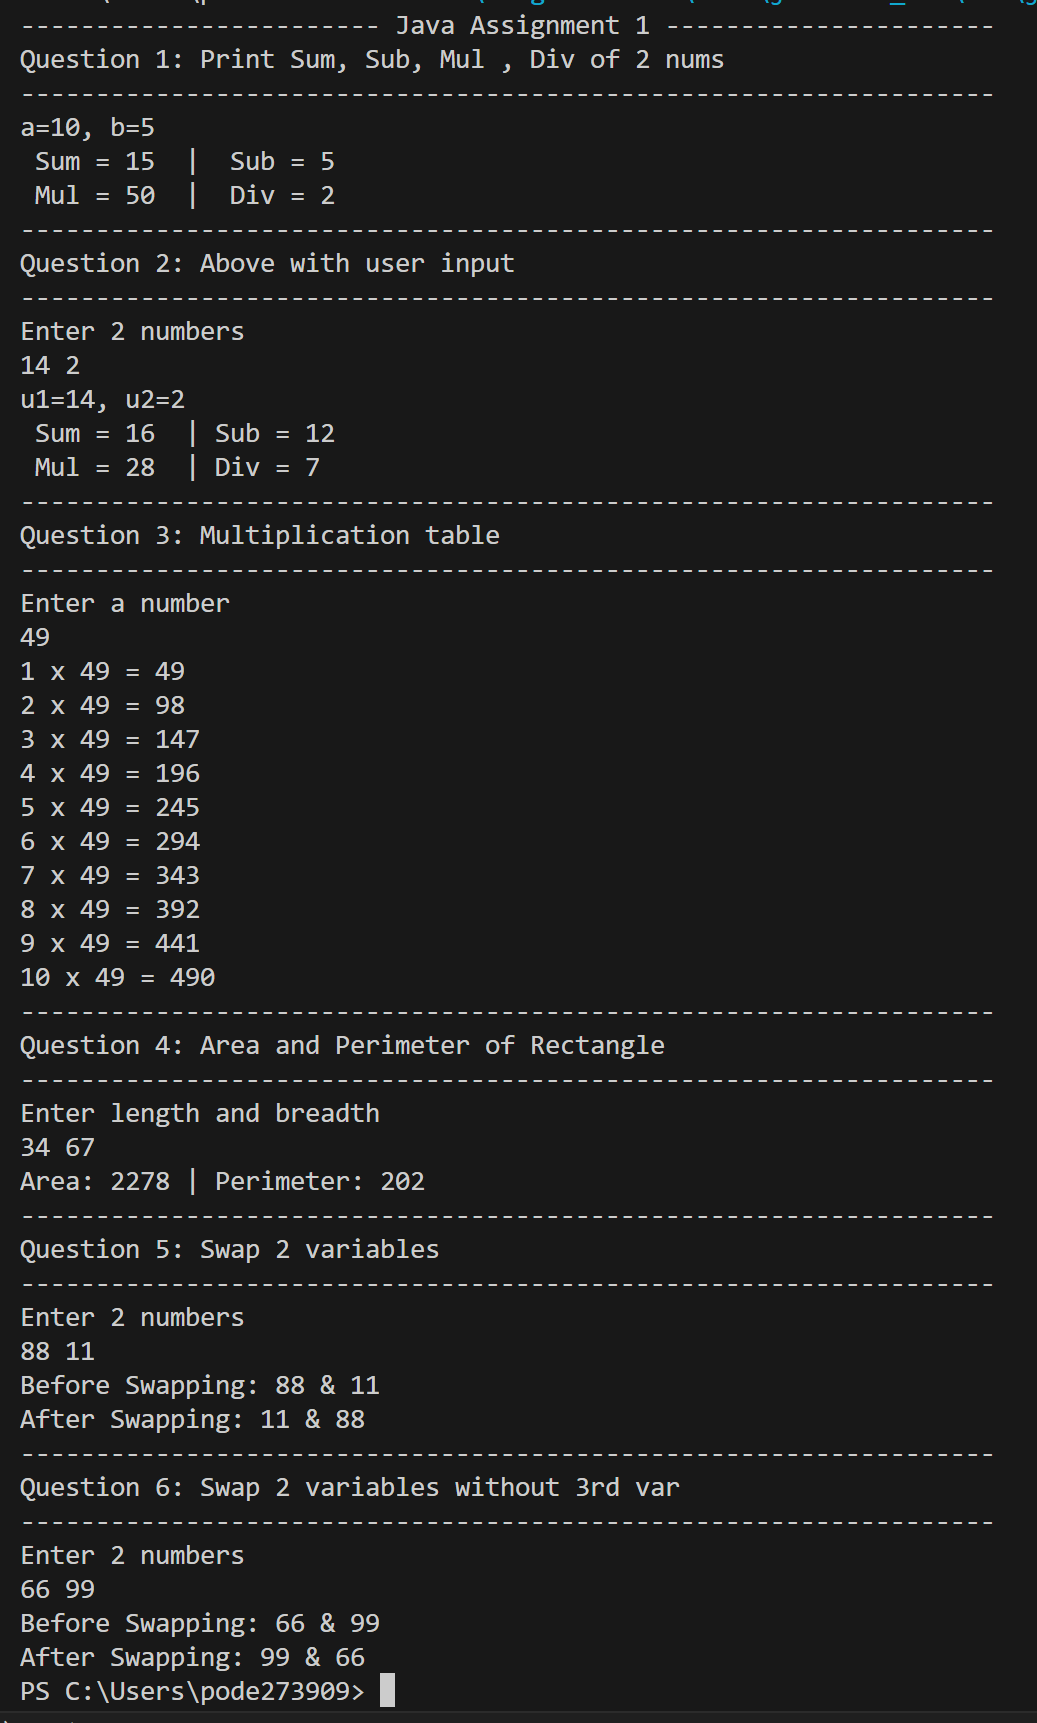 ------------------------ Java Assignment 1 ----------------------
Question 1: Print Sum, Sub, Mul , Div of 2 nums
-----------------------------------------------------------------
a=10, b=5
 Sum = 15  |  Sub = 5
 Mul = 50  |  Div = 2
-----------------------------------------------------------------
Question 2: Above with user input
-----------------------------------------------------------------
Enter 2 numbers
14 2
u1=14, u2=2
 Sum = 16  | Sub = 12
 Mul = 28  | Div = 7
-----------------------------------------------------------------
Question 3: Multiplication table
-----------------------------------------------------------------
Enter a number
49
1 x 49 = 49
2 x 49 = 98
3 x 49 = 147
4 x 49 = 196
5 x 49 = 245
6 x 49 = 294
7 x 49 = 343
8 x 49 = 392
9 x 49 = 441
10 x 49 = 490
-----------------------------------------------------------------
Question 4: Area and Perimeter of Rectangle
-----------------------------------------------------------------
Enter length and breadth
34 67
Area: 2278 | Perimeter: 202
-----------------------------------------------------------------
Question 5: Swap 2 variables
-----------------------------------------------------------------
Enter 2 numbers
88 11
Before Swapping: 88 & 11
After Swapping: 11 & 88
-----------------------------------------------------------------
Question 6: Swap 2 variables without 3rd var
-----------------------------------------------------------------
Enter 2 numbers
66 99
Before Swapping: 66 & 99
After Swapping: 99 & 66
PS C:\Users\pode273909>